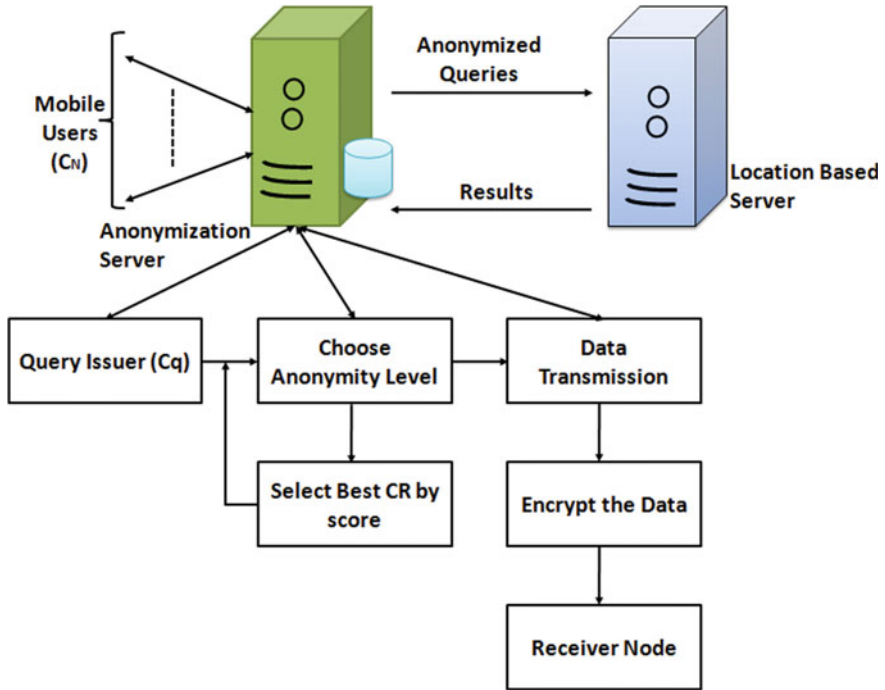 Mobile
Users
(CN)
Anonymized
Queries
Results
Location Based
Server
Anonymization
Server
Query Issuer (Cq)
Choose
Anonymity Level
Data
Transmission
Select Best CR by
score
Encrypt the Data
Receiver Node